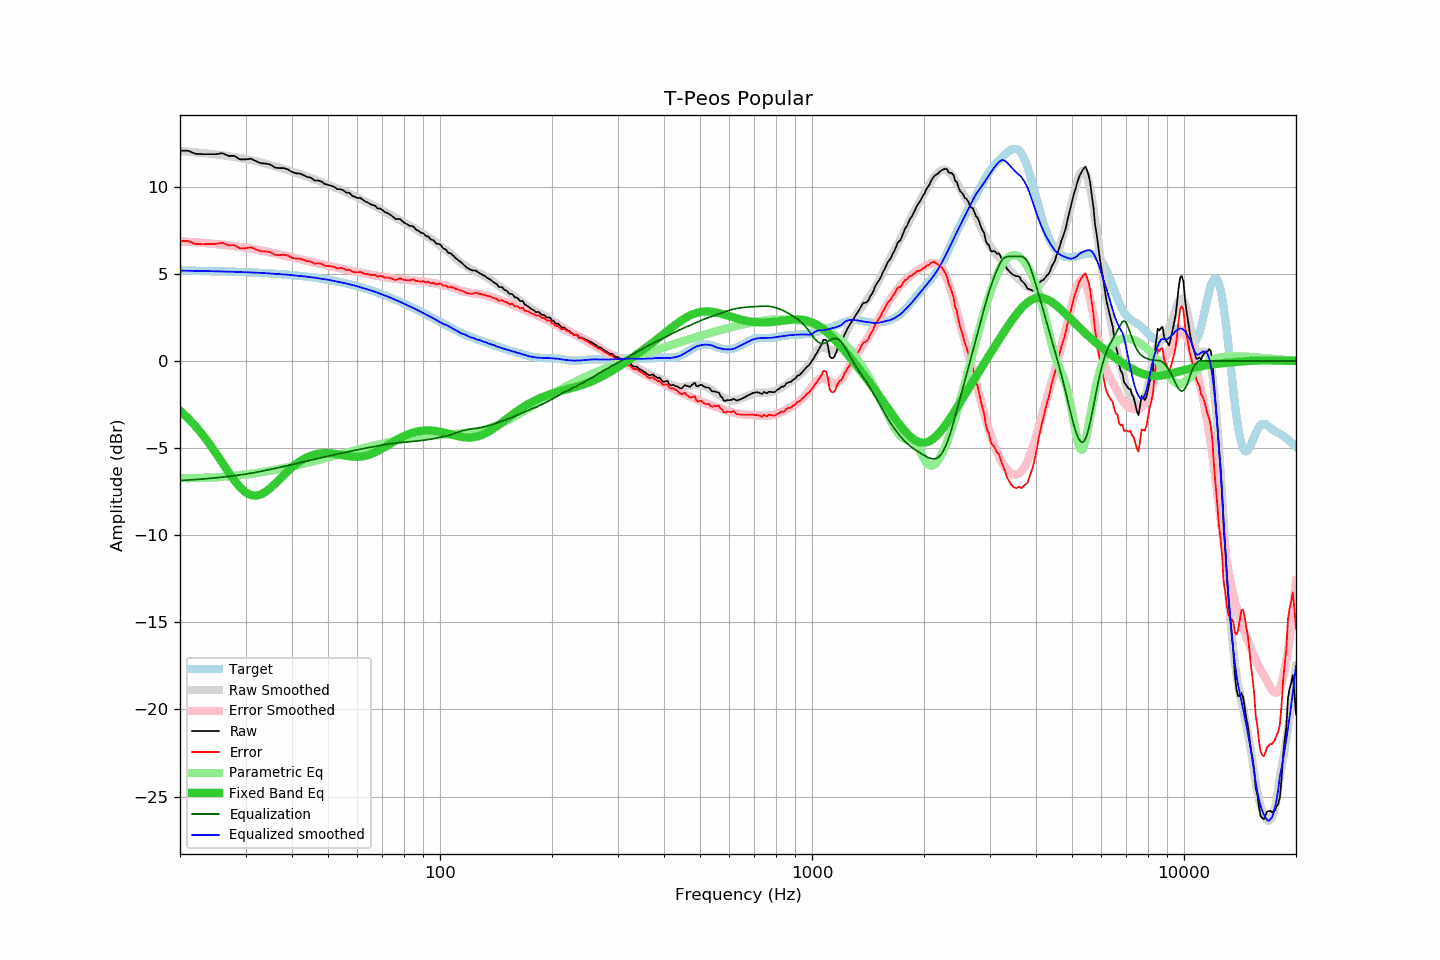 T-Peos Popular
Amplitude (dBr)
10
5
0
−5
−10
−15
−20
−25
Target
Raw Smoothed
Error Smoothed
Raw
Error
Parametric Eq
Fixed Band Eq
Equalization
Equalized smoothed
100
1000
10000
Frequency (Hz)